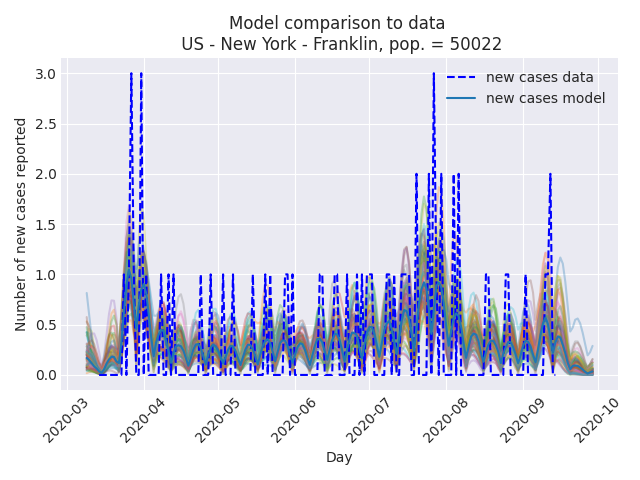 Model comparison to data
US - New York - Franklin, pop. = 50022
Number of new cases reported
3.0
2.5
2.0
1.5
1.0
0.5
0.0
new cases data
new cases model
2020-03
2020-04
2020-05
2020-06
2020-07
2020-08
2020-09
2020-10
Day